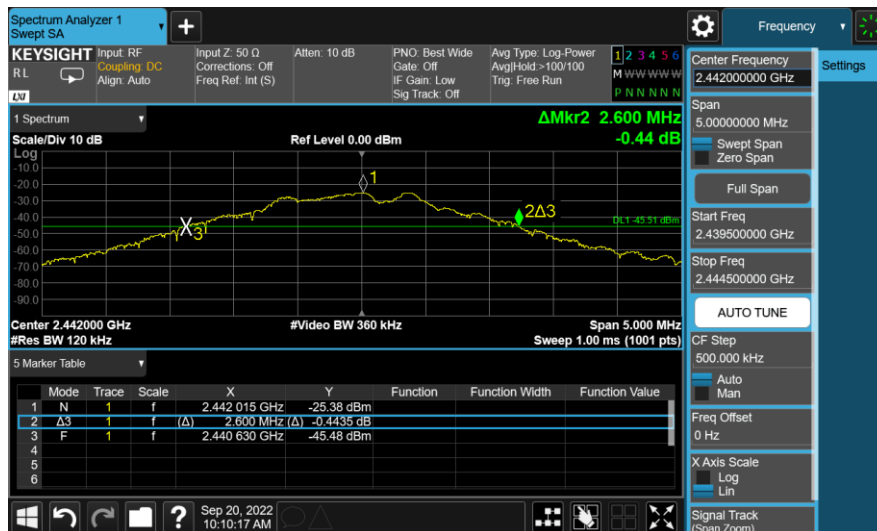 Spectrum Analyzer 1
Swept SA
Frequency
KEYSIGHT
RL
LXI
Input: RF
Coupling: DC
Align: Auto
Input Z: 50 Ω
Corrections: Off
Freq Ref: Int (S)
Atten: 10 dB
PNO: Best Wide
Gate: Off
IF Gain: Low
Sig Track: Off
Avg Type: Log-Power
Avg|Hold:>100/100
Trig: Free Run
1 2 3 4 5 6
M W W W W W
P N N N N N
Settings
Center Frequency
2.442000000 GHz
Span
5.00000000 MHz
Swept Span
Zero Span
Full Span
Start Freq
2.439500000 GHz
Stop Freq
2.444500000 GHz
AUTO TUNE
CF Step
500.000 kHz
Auto
Man
Freq Offset
0 Hz
X Axis Scale
Log
Lin
Signal Track
(Span Zoom)
1 Spectrum
ΔMkr2 2.600 MHz
-0.44 dB
Scale/Div 10 dB
Ref Level 0.00 dBm
Log
-10.0
-20.0
-30.0
-40.0
-50.0
-60.0
-70.0
-80.0
-90.0
1
2Δ3
3
DL1 -45.51 dBm
Center 2.442000 GHz
#Video BW 360 kHz
Span 5.000 MHz
#Res BW 120 kHz
Sweep 1.00 ms (1001 pts)
5 Marker Table
Mode Trace Scale X Y Function Function Width Function Value
1 N 1 f 2.442 015 GHz -25.38 dBm
2 Δ3 1 f (Δ) 2.600 MHz (Δ) -0.4435 dB
3 F 1 f 2.440 630 GHz -45.48 dBm
4
5
6
?
Sep 20, 2022
10:10:17 AM